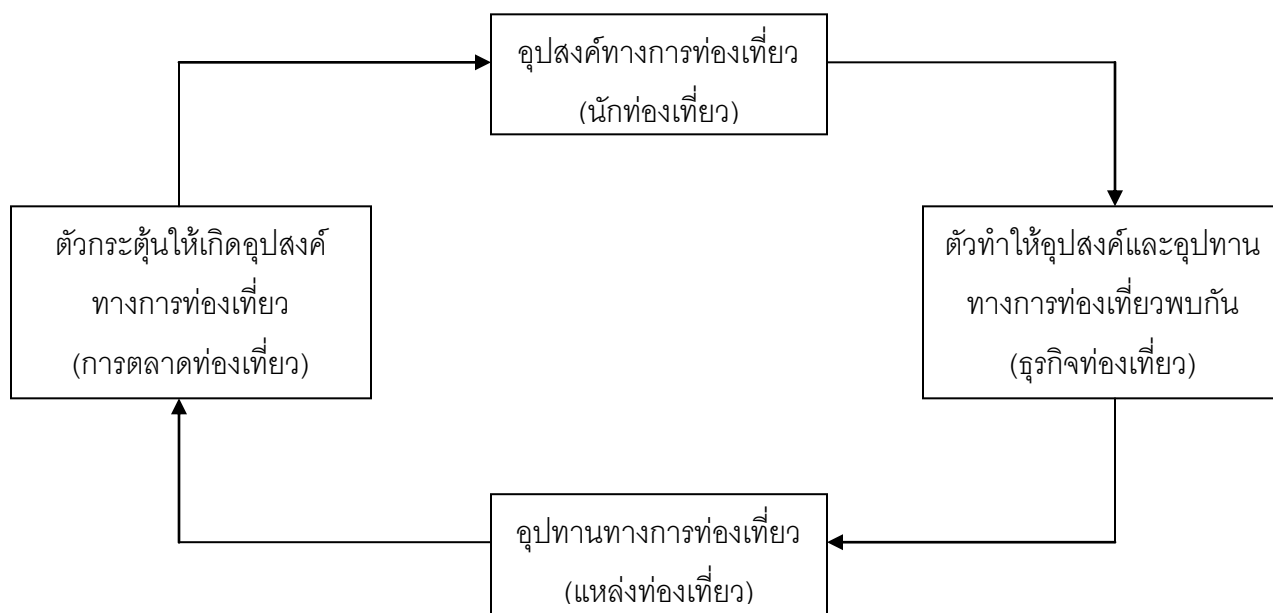 อุปสงค์ทางการท่องเที่ยว
(นักท่องเที่ยว)
ตัวกระตุ้นให้เกิดอุปสงค์
ทางการท่องเที่ยว
(การตลาดท่องเที่ยว)
ตัวทำให้อุปสงค์และอุปทาน
ทางการท่องเที่ยวพบกัน
(ธุรกิจท่องเที่ยว)
อุปทานทางการท่องเที่ยว
(แหล่งท่องเที่ยว)